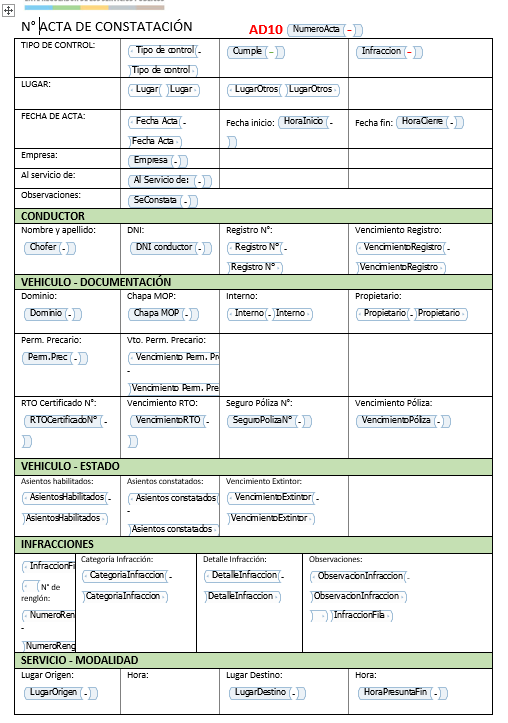 N° ACTA DE CONSTATACIÓN AD10 NumeroActa -
TIPO DE CONTROL: Tipo de control - Cumple - Infraccion -
Tipo de control
LUGAR: Lugar Lugar LugarOtros LugarOtros
FECHA DE ACTA: Fecha Acta - Fecha inicio: HoraInicio - Fecha fin: HoraCierre -
Fecha Acta
Empresa: Empresa -
Al servicio de: Al Servicio de: -
Observaciones: SeConstata -
CONDUCTOR
Nombre y apellido: DNI: Registro N°: Vencimiento Registro:
Chofer - DNI conductor - Registro N° - VencimientoRegistro -
Registro N° VencimientoRegistro
VEHICULO - DOCUMENTACIÓN
Dominio: Chapa MOP: Interno: Propietario:
Dominio - Chapa MOP - Interno - Interno Propietario - Propietario
Perm. Precario: Vto. Perm. Precario:
Perm.Prec - Vencimiento Perm. Pr
-
Vencimiento Perm. Pre
RTO Certificado N°: Vencimiento RTO: Seguro Póliza N°: Vencimiento Póliza:
RTOCertificadoN° - VencimientoRTO - SeguroPolizaN° - VencimientoPóliza -
VEHICULO - ESTADO
Asientos habilitados: Asientos constatados: Vencimiento Extintor:
AsientosHabilitados - Asientos constatados VencimientoExtintor -
AsientosHabilitados - VencimientoExtintor
Asientos constatados
INFRACCIONES
InfraccionFi Categoría Infracción: Detalle Infracción: Observaciones:
N° de CategoriaInfraccion - DetalleInfraccion - ObservacionInfraccion -
renglón: CategoriaInfraccion DetalleInfraccion ObservacionInfraccion
NumeroRen InfraccionFila
-
NumeroReng
SERVICIO - MODALIDAD
Lugar Origen: Hora: Lugar Destino: Hora:
LugarOrigen - LugarDestino - HoraPresuntaFin -